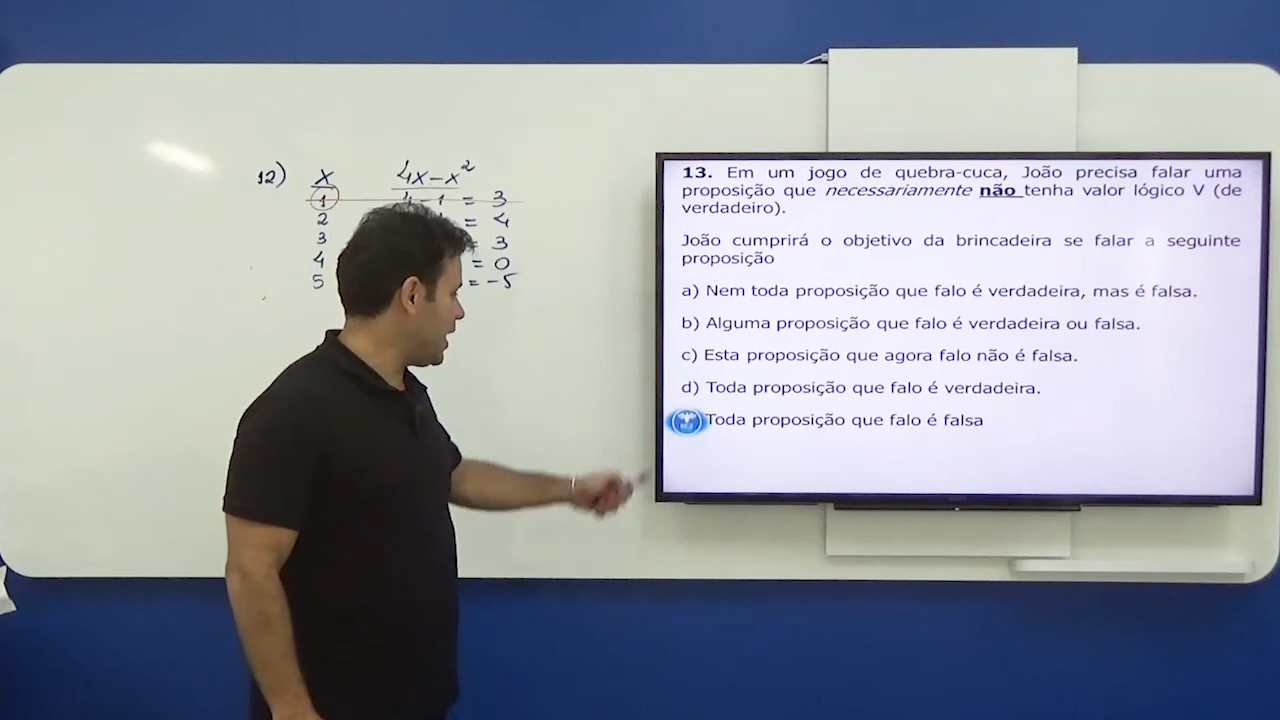 12) x 4x-x²
1 4-1 = 3
2 = 4
3 = 3
4 = 0
5 = -5
13. Em um jogo de quebra-cuca, João precisa falar uma
proposição que necessariamente não tenha valor lógico V (de
verdadeiro).
João cumprirá o objetivo da brincadeira se falar a seguinte
proposição
a) Nem toda proposição que falo é verdadeira, mas é falsa.
b) Alguma proposição que falo é verdadeira ou falsa.
c) Esta proposição que agora falo não é falsa.
d) Toda proposição que falo é verdadeira.
Toda proposição que falo é falsa